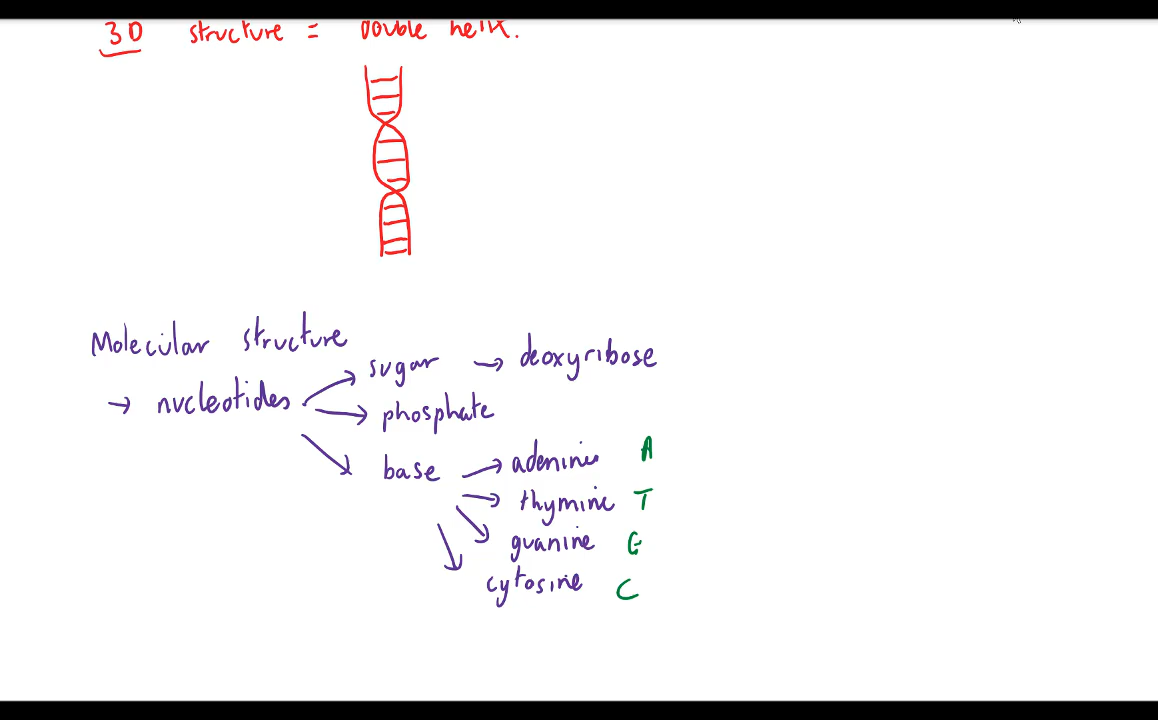 3D structure = Double helix.
Molecular structure
sugar → deoxyribose
→ nucleotides
phosphate
base
adenine A
thymine T
guanine G
cytosine C